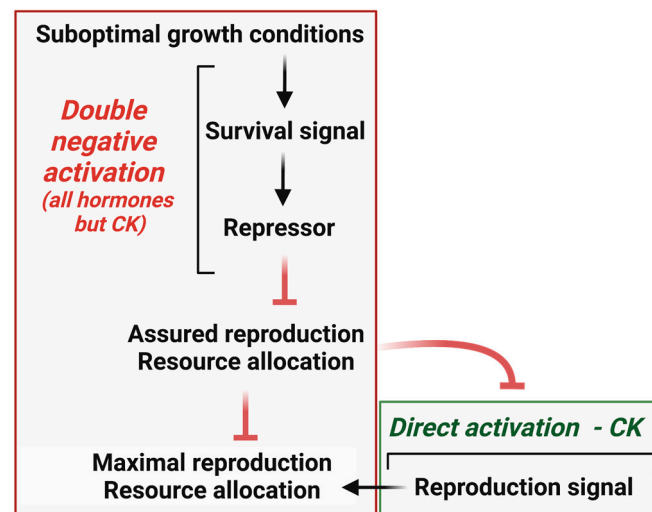 Suboptimal growth conditions
Double
negative
activation
(all hormones
but CK)
Survival signal
Repressor
Assured reproduction
Resource allocation
Direct activation - CK
Maximal reproduction
Resource allocation
Reproduction signal